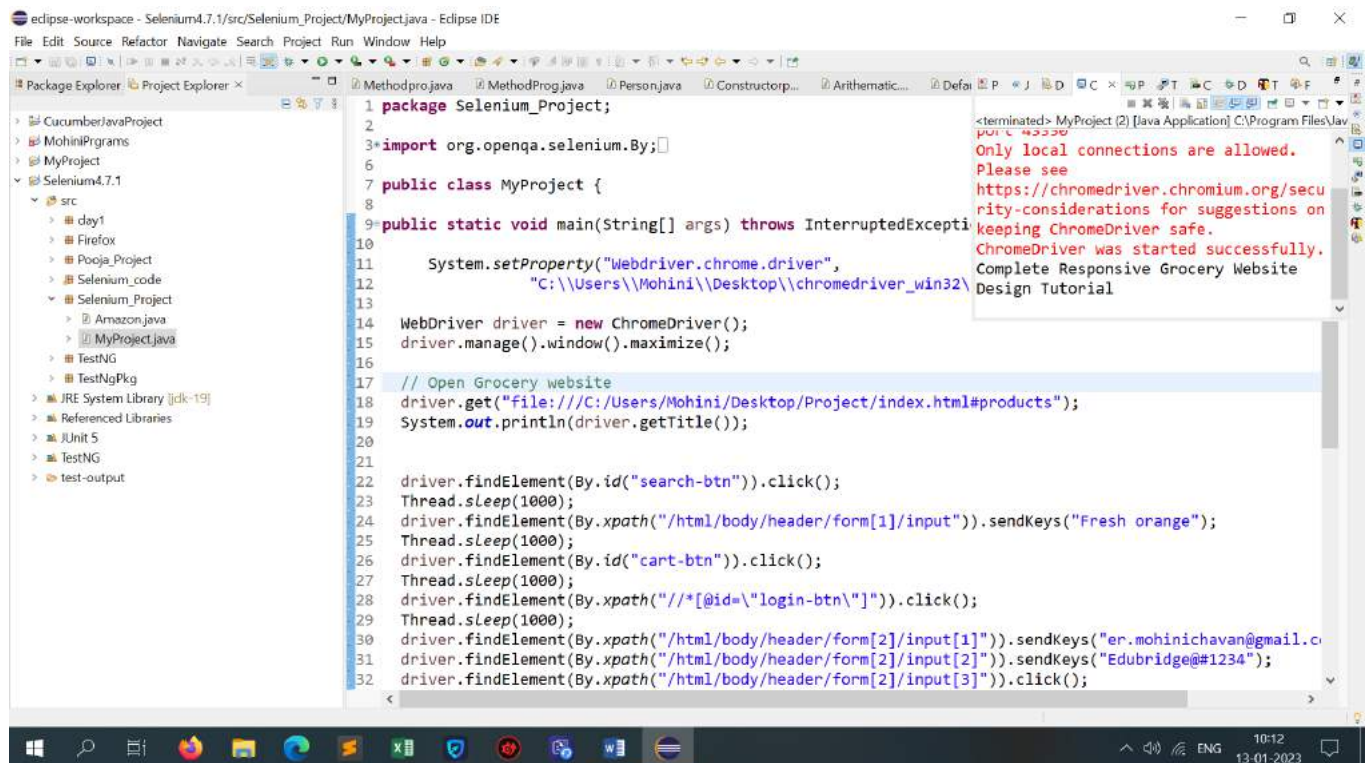 eclipse-workspace - Selenium4.7.1/src/Selenium_Project/MyProject.java - Eclipse IDE
File Edit Source Refactor Navigate Search Project Run Window Help
Package Explorer Project Explorer ×
CucumberJavaProject
MohiniPrgrams
MyProject
Selenium4.7.1
src
day1
Firefox
Pooja_Project
Selenium_code
Selenium_Project
Amazon.java
MyProject.java
TestNG
TestNgPkg
JRE System Library [jdk-19]
Referenced Libraries
JUnit 5
TestNG
test-output
Methodpro.java MethodProg.java Person.java Constructorp... Arithematic.... Defa
1 package Selenium_Project;
2
3 import org.openqa.selenium.By;
6
7 public class MyProject {
8
9 public static void main(String[] args) throws InterruptedExcepti
10
11 System.setProperty("Webdriver.chrome.driver",
12 "C:\\Users\\Mohini\\Desktop\\chromedriver_win32\
13
14 WebDriver driver = new ChromeDriver();
15 driver.manage().window().maximize();
16
17 // Open Grocery website
18 driver.get("file:///C:/Users/Mohini/Desktop/Project/index.html#products");
19 System.out.println(driver.getTitle());
20
21
22 driver.findElement(By.id("search-btn")).click();
23 Thread.sleep(1000);
24 driver.findElement(By.xpath("/html/body/header/form[1]/input")).sendKeys("Fresh orange");
25 Thread.sleep(1000);
26 driver.findElement(By.id("cart-btn")).click();
27 Thread.sleep(1000);
28 driver.findElement(By.xpath("//*[@id=\"login-btn\"]")).click();
29 Thread.sleep(1000);
30 driver.findElement(By.xpath("/html/body/header/form[2]/input[1]")).sendKeys("er.mohinichavan@gmail.c
31 driver.findElement(By.xpath("/html/body/header/form[2]/input[2]")).sendKeys("Edubridge@#1234");
32 driver.findElement(By.xpath("/html/body/header/form[2]/input[3]")).click();
P J D C × P T C D T F
<terminated> MyProject (2) [Java Application] C:\Program Files\Jav
port
Only local connections are allowed.
Please see
https://chromedriver.chromium.org/secu
rity-considerations for suggestions on
keeping ChromeDriver safe.
ChromeDriver was started successfully.
Complete Responsive Grocery Website
Design Tutorial
ENG
10:12
13-01-2023